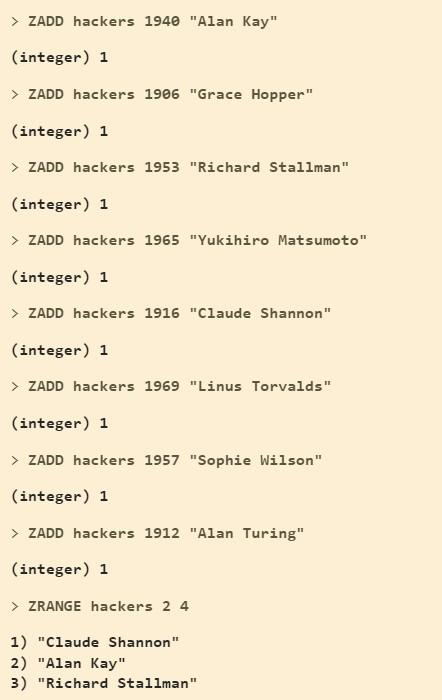 > ZADD hackers 1940 "Alan Kay"
(integer) 1
> ZADD hackers 1906 "Grace Hopper"
(integer) 1
> ZADD hackers 1953 "Richard Stallman"
(integer) 1
> ZADD hackers 1965 "Yukihiro Matsumoto"
(integer) 1
> ZADD hackers 1916 "Claude Shannon"
(integer) 1
> ZADD hackers 1969 "Linus Torvalds"
(integer) 1
> ZADD hackers 1957 "Sophie Wilson"
(integer) 1
> ZADD hackers 1912 "Alan Turing"
(integer) 1
> ZRANGE hackers 2 4
1) "Claude Shannon"
2) "Alan Kay"
3) "Richard Stallman"